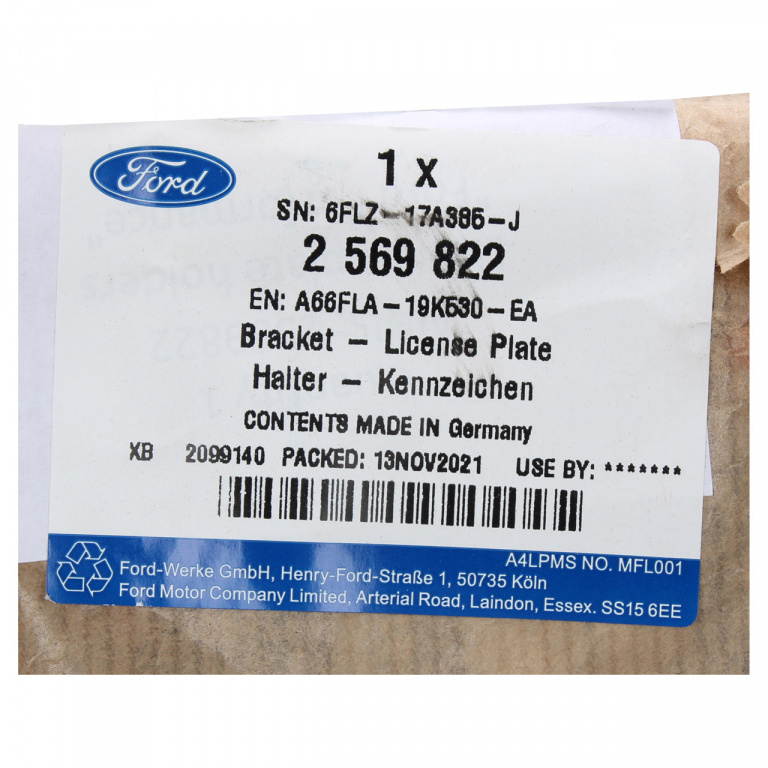 Ford
1 x
SN: 6FLZ-17A385-J
2 569 822
EN: A66FLA-19K530-EA
Bracket - License Plate
Halter - Kennzeichen
CONTENTS MADE IN Germany
XB 2099140 PACKED: 13NOV2021 USE BY: *******
A4LPMS NO. MFL001
Ford-Werke GmbH, Henry-Ford-Straße 1, 50735 Köln
Ford Motor Company Limited, Arterial Road, Laindon, Essex. SS15 6EE